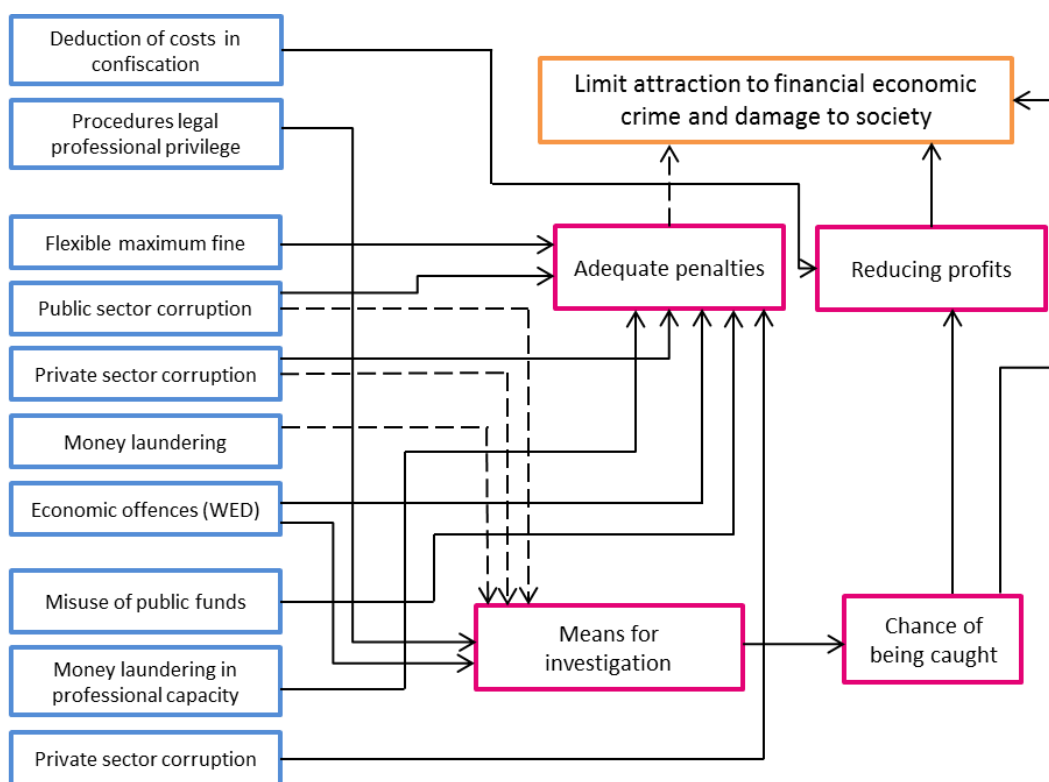 Deduction of costs in
confiscation
Procedures legal
professional privilege
Flexible maximum fine
Public sector corruption
Private sector corruption
Money laundering
Economic offences (WED)
Misuse of public funds
Money laundering in
professional capacity
Private sector corruption
Limit attraction to financial economic
crime and damage to society
Adequate penalties
Reducing profits
Means for
investigation
Chance of
being caught